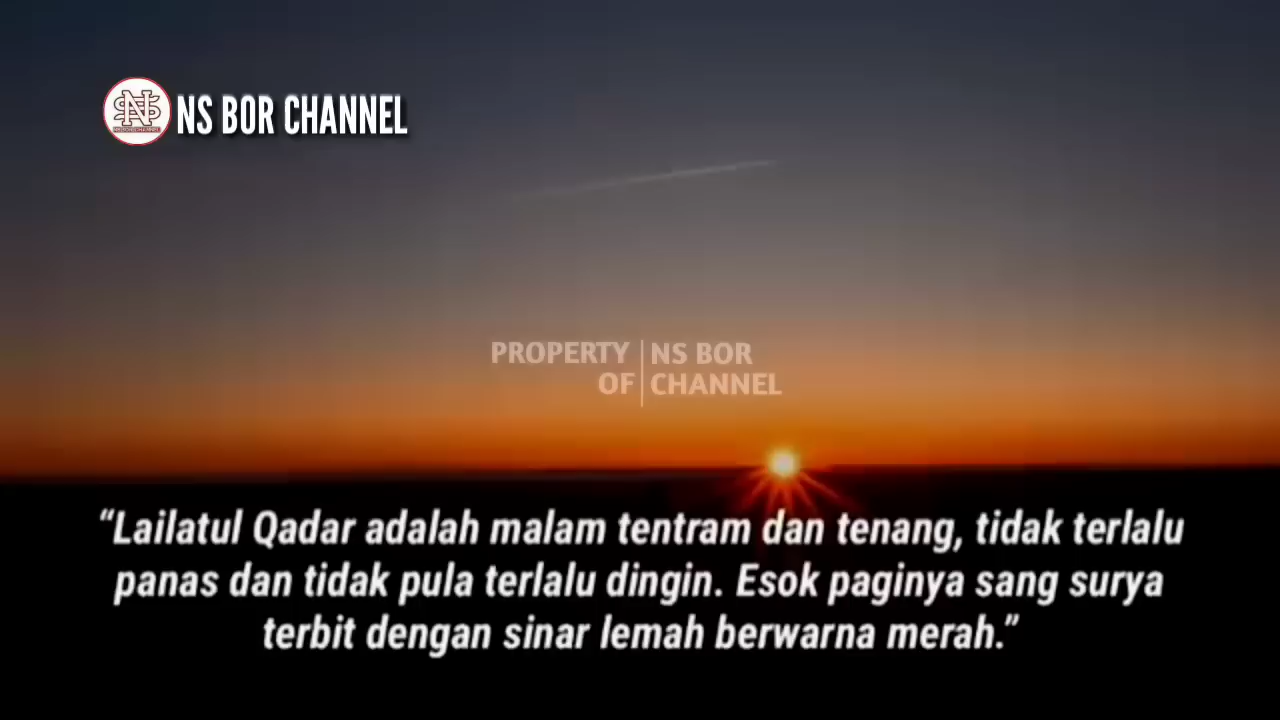 NS BOR CHANNEL
PROPERTY OF NS BOR CHANNEL
“Lailatul Qadar adalah malam tentram dan tenang, tidak terlalu
panas dan tidak pula terlalu dingin. Esok paginya sang surya
terbit dengan sinar lemah berwarna merah.”